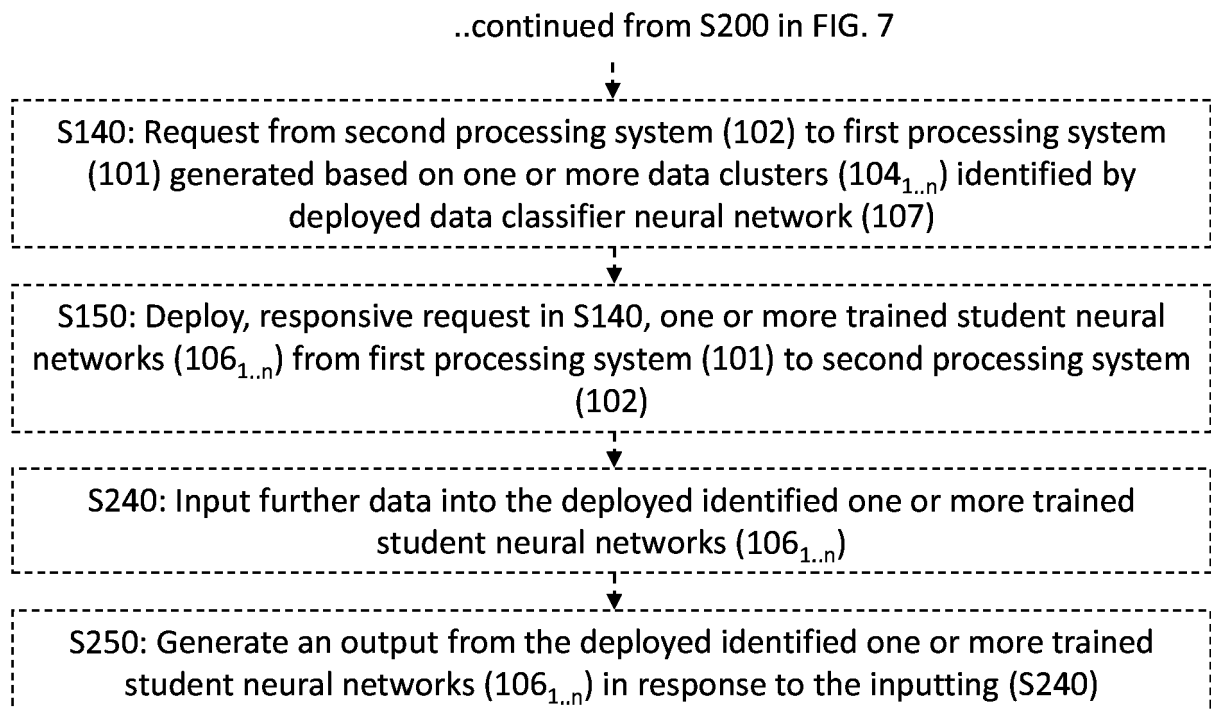 ..continued from S200 in FIG. 7
S140: Request from second processing system (102) to first processing system
(101) generated based on one or more data clusters (104₁..ₙ) identified by
deployed data classifier neural network (107)
S150: Deploy, responsive request in S140, one or more trained student neural
networks (106₁..ₙ) from first processing system (101) to second processing system
(102)
S240: Input further data into the deployed identified one or more trained
student neural networks (106₁..ₙ)
S250: Generate an output from the deployed identified one or more trained
student neural networks (106₁..ₙ) in response to the inputting (S240)